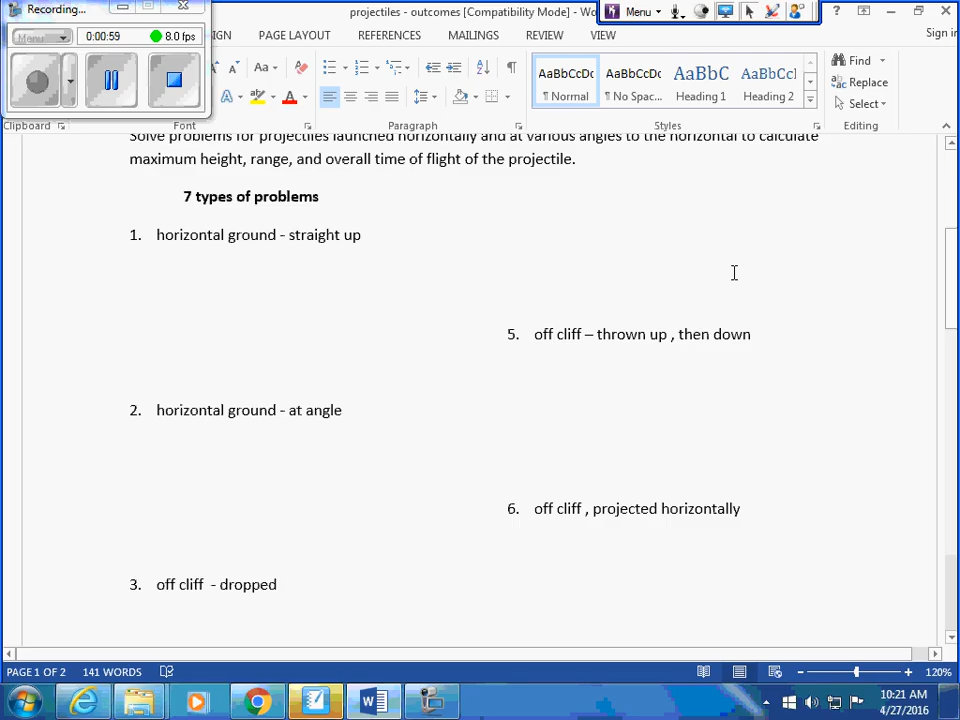 Recording...
projectiles - outcomes [Compatibility Mode] - Wo
Menu
?
Menu
0:00:59
8.0 fps
IGN
PAGE LAYOUT
REFERENCES
MAILINGS
REVIEW
VIEW
Sign in
Aa
A
A
AaBbCcDc
AaBbCcDc
AaBbC
AaBbCcl
¶ Normal
¶ No Spac...
Heading 1
Heading 2
Find
Replace
Select
Clipboard
Font
Paragraph
Styles
Editing
Solve problems for projectiles launched horizontally and at various angles to the horizontal to calculate
maximum height, range, and overall time of flight of the projectile.
7 types of problems
1. horizontal ground - straight up
5. off cliff – thrown up , then down
2. horizontal ground - at angle
6. off cliff , projected horizontally
3. off cliff - dropped
PAGE 1 OF 2
141 WORDS
120%
10:21 AM
4/27/2016